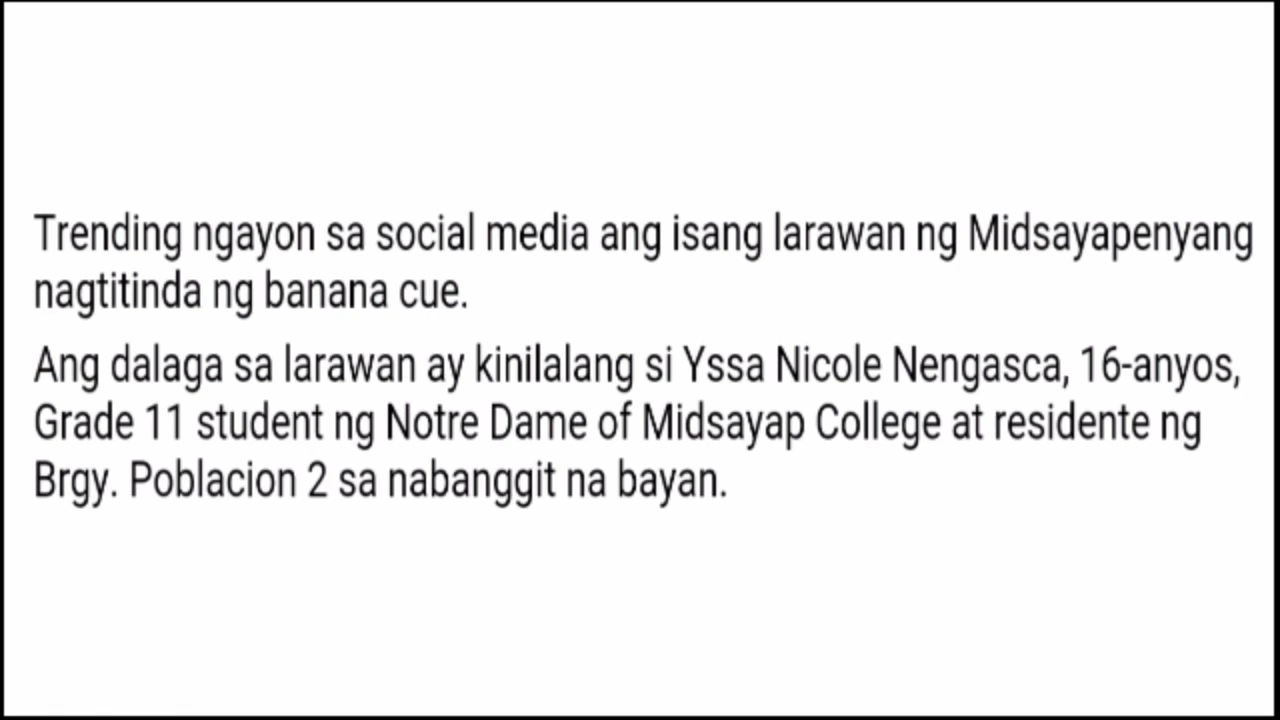 Trending ngayon sa social media ang isang larawan ng Midsayapenyang
nagtitinda ng banana cue.
Ang dalaga sa larawan ay kinilalang si Yssa Nicole Nengasca, 16-anyos,
Grade 11 student ng Notre Dame of Midsayap College at residente ng
Brgy. Poblacion 2 sa nabanggit na bayan.